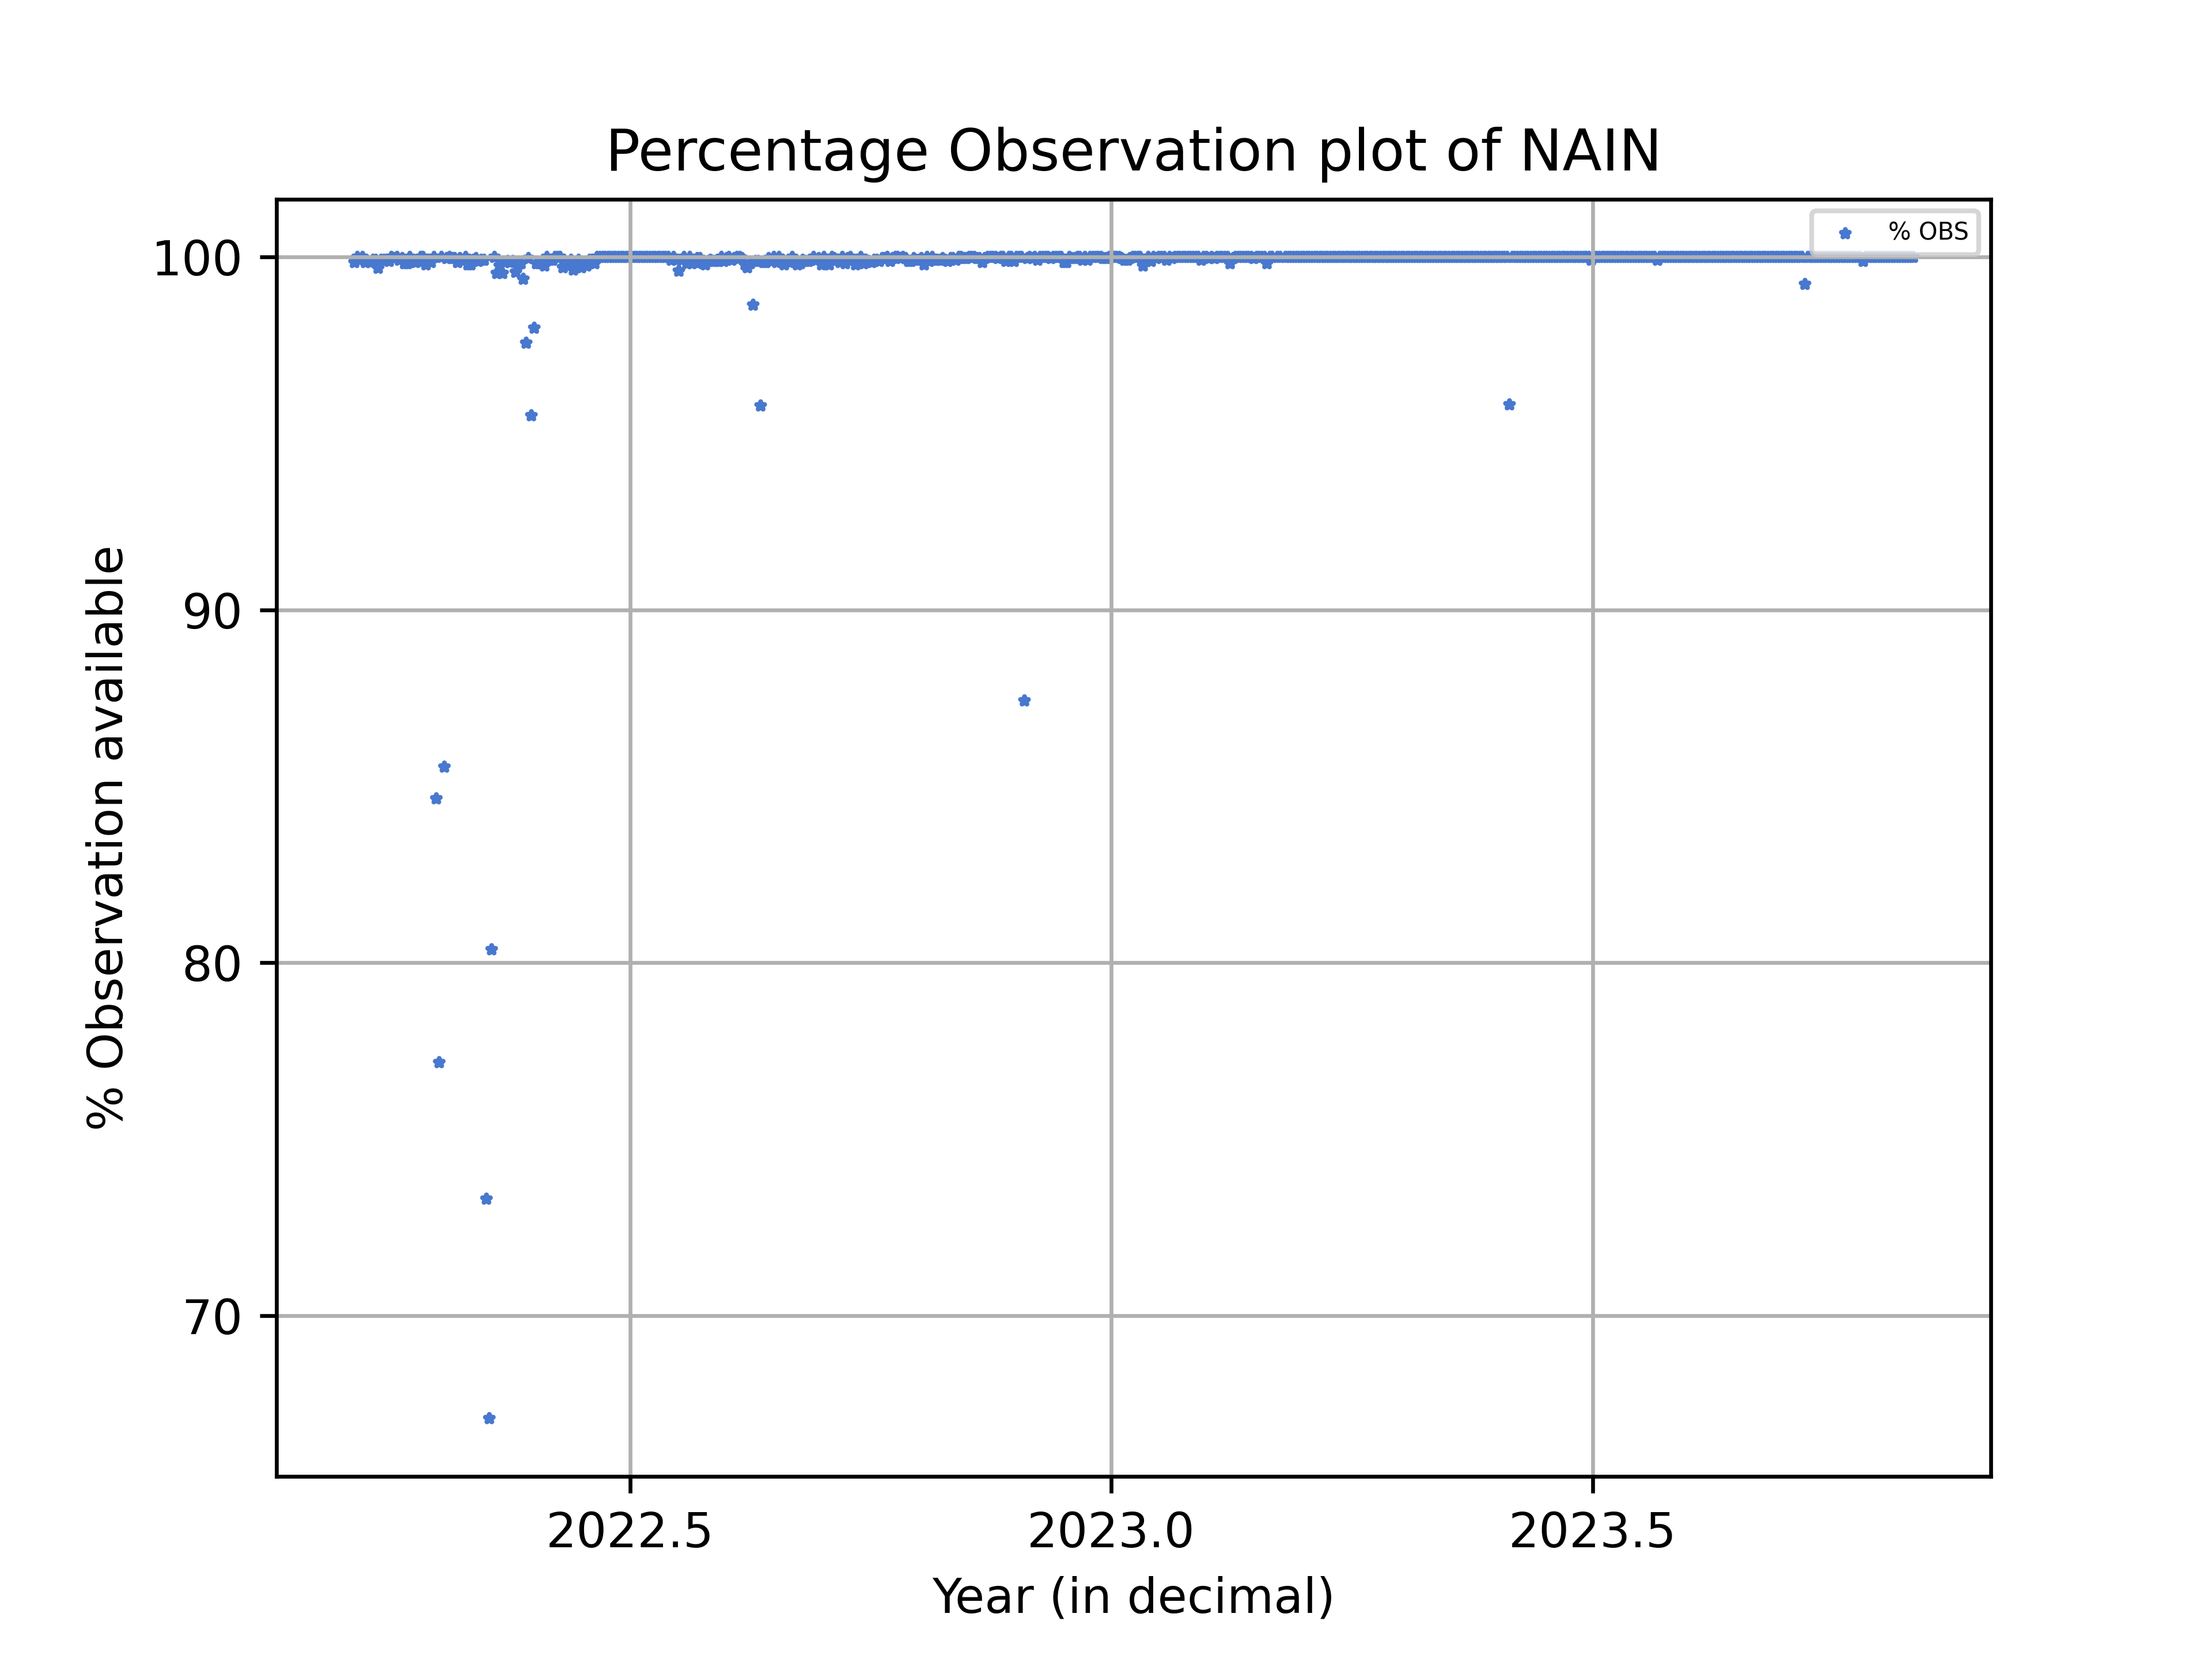 Percentage Observation plot of NAIN
% OBS
100
90
80
70
% Observation available
2022.5 2023.0 2023.5
Year (in decimal)